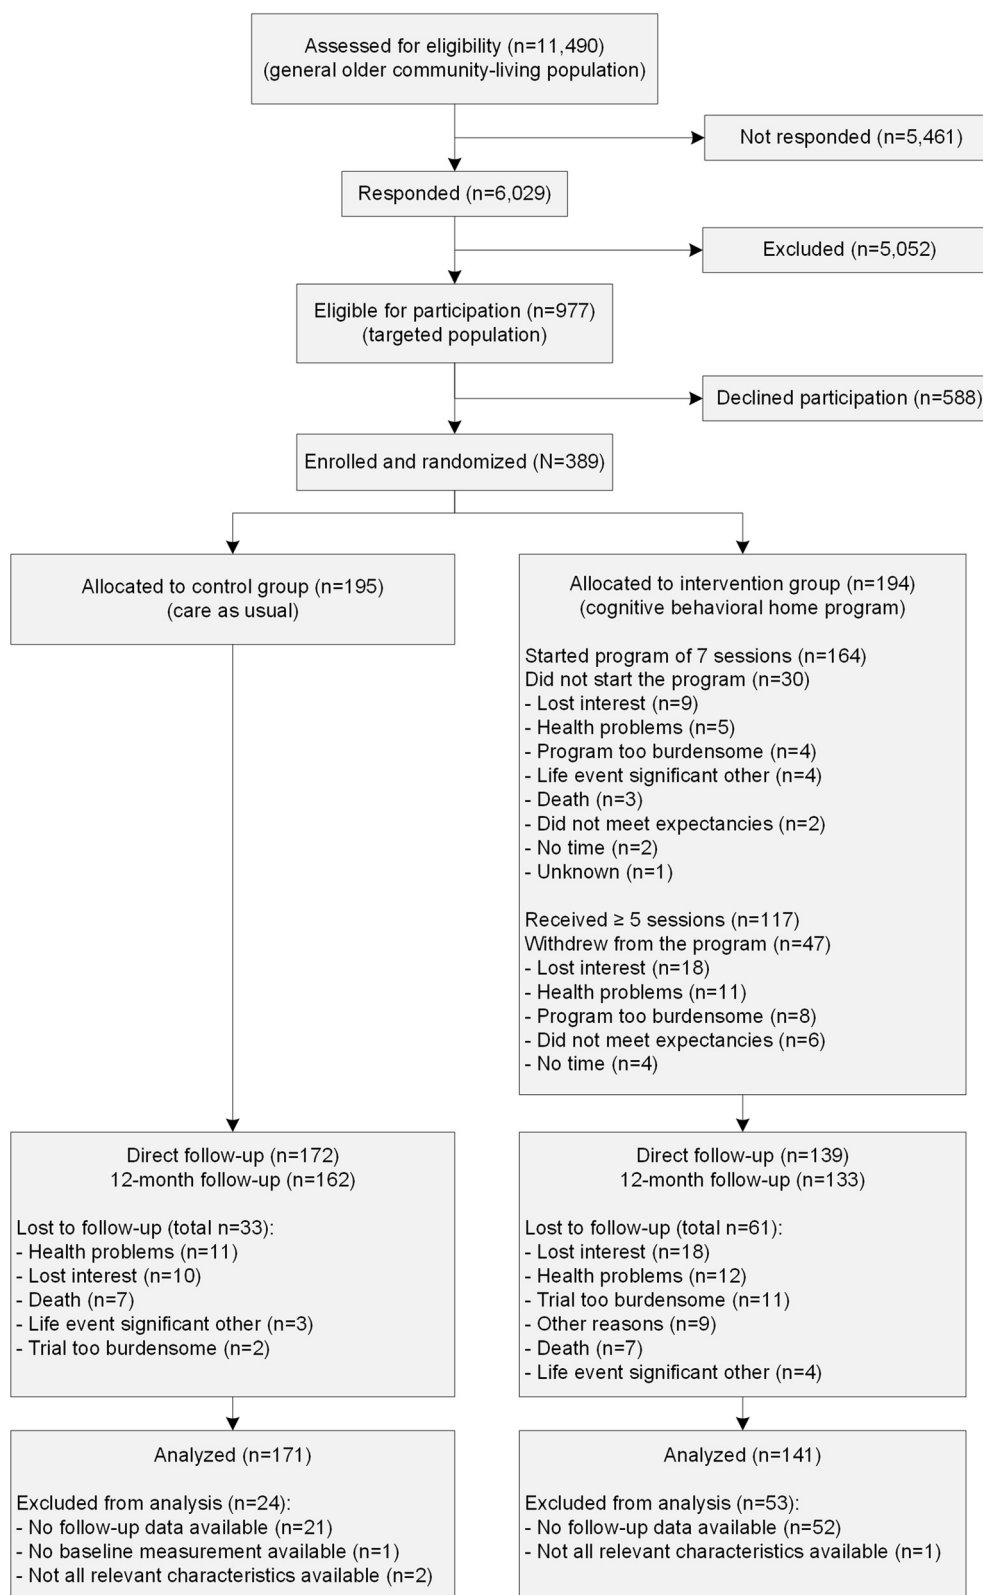 Assessed for eligibility (n=11,490)
(general older community-living population)
Not responded (n=5,461)
Responded (n=6,029)
Excluded (n=5,052)
Eligible for participation (n=977)
(targeted population)
Declined participation (n=588)
Enrolled and randomized (N=389)
Allocated to control group (n=195)
(care as usual)
Allocated to intervention group (n=194)
(cognitive behavioral home program)
Started program of 7 sessions (n=164)
Did not start the program (n=30)
- Lost interest (n=9)
- Health problems (n=5)
- Program too burdensome (n=4)
- Life event significant other (n=4)
- Death (n=3)
- Did not meet expectancies (n=2)
- No time (n=2)
- Unknown (n=1)
Received ≥ 5 sessions (n=117)
Withdrew from the program (n=47)
- Lost interest (n=18)
- Health problems (n=11)
- Program too burdensome (n=8)
- Did not meet expectancies (n=6)
- No time (n=4)
Direct follow-up (n=172)
12-month follow-up (n=162)
Lost to follow-up (total n=33):
- Health problems (n=11)
- Lost interest (n=10)
- Death (n=7)
- Life event significant other (n=3)
- Trial too burdensome (n=2)
Direct follow-up (n=139)
12-month follow-up (n=133)
Lost to follow-up (total n=61):
- Lost interest (n=18)
- Health problems (n=12)
- Trial too burdensome (n=11)
- Other reasons (n=9)
- Death (n=7)
- Life event significant other (n=4)
Analyzed (n=171)
Excluded from analysis (n=24):
- No follow-up data available (n=21)
- No baseline measurement available (n=1)
- Not all relevant characteristics available (n=2)
Analyzed (n=141)
Excluded from analysis (n=53):
- No follow-up data available (n=52)
- Not all relevant characteristics available (n=1)